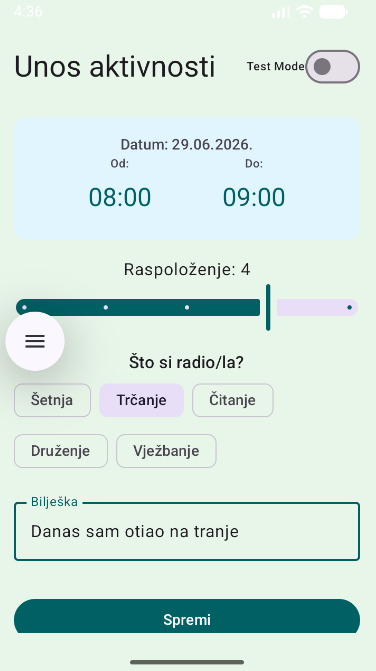 4:36
Unos aktivnosti
Test Mode
Datum: 29.06.2026.
Od:
Do:
08:00
09:00
Raspoloženje: 4
Što si radio/la?
Šetnja
Trčanje
Čitanje
Druženje
Vježbanje
Bilješka
Danas sam otiao na tranje
Spremi